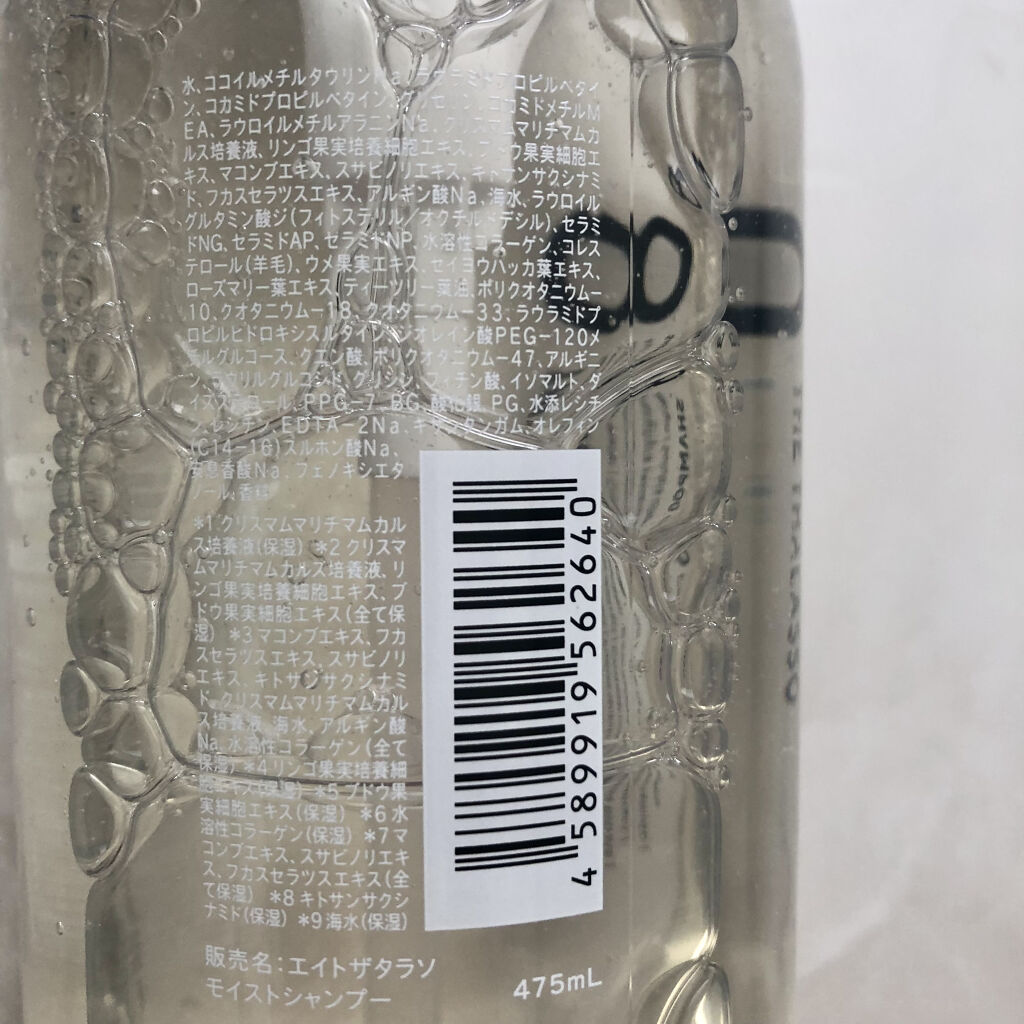 水、ココイルメチルタウリンNa、ラウラミドプロピルベタイ
ン、コカミドプロピルベタイン、グリセリン、コカミドメチルM
EA、ラウロイルメチルアラニンNa、クリスマムマリチマムカ
ルス培養液、リンゴ果実培養細胞エキス、ブドウ果実細胞エ
キス、マコンブエキス、スサビノリエキス、キトサンサクシナミ
ド、フカスセラツスエキス、アルギン酸Na、海水、ラウロイル
グルタミン酸ジ(フィトステリル/オクチルドデシル)、セラミ
ドNG、セラミドAP、セラミドNP、水溶性コラーゲン、コレス
テロール(羊毛)、ウメ果実エキス、セイヨウハッカ葉エキス、
ローズマリー葉エキス、ティーツリー葉油、ポリクオタニウム-
10、クオタニウム-18、クオタニウム-33、ラウラミドプ
ロピルヒドロキシスルタイン、ジオレイン酸PEG-120メ
チルグルコース、クエン酸、ポリクオタニウム-47、アルギニ
ン、ラウリルグルコシド、グリシン、フィチン酸、イソマルト、ダ
イズステロール、PPG-7、BG、酸化銀、PG、水添レシチ
ン、レシチン、EDTA-2Na、キサンタンガム、オレフィン
(C14-16)スルホン酸Na、
安息香酸Na、フェノキシエタ
ノール、香料
*1 クリスマムマリチマムカル
ス培養液(保湿) *2 クリスマ
ムマリチマムカルス培養液、リ
ンゴ果実培養細胞エキス、ブ
ドウ果実細胞エキス(全て保
湿) *3 マコンブエキス、フカ
スセラツスエキス、スサビノリ
エキス、キトサンサクシナミ
ド、クリスマムマリチマムカル
ス培養液、海水、アルギン酸
Na、水溶性コラーゲン(全て
保湿) *4 リンゴ果実培養細
胞エキス(保湿) *5 ブドウ果
実細胞エキス(保湿) *6 水
溶性コラーゲン(保湿) *7 マ
コンブエキス、スサビノリエキ
ス、フカスセラツスエキス(全
て保湿) *8 キトサンサクシ
ナミド(保湿) *9 海水(保湿)
販売名:エイトザタラソ
モイストシャンプー
475mL
4589919562640
8
SHAMPOO
THE THALASSO